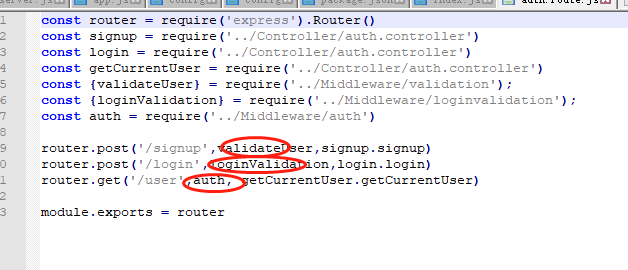 const router = require('express').Router()
const signup = require('../Controller/auth.controller')
const login = require('../Controller/auth.controller')
const getCurrentUser = require('../Controller/auth.controller')
const {validateUser} = require('../Middleware/validation');
const {loginValidation} = require('../Middleware/loginvalidation');
const auth = require('../Middleware/auth')
router.post('/signup',validateUser,signup.signup)
router.post('/login',loginValidation,login.login)
router.get('/user',auth, getCurrentUser.getCurrentUser)
module.exports = router